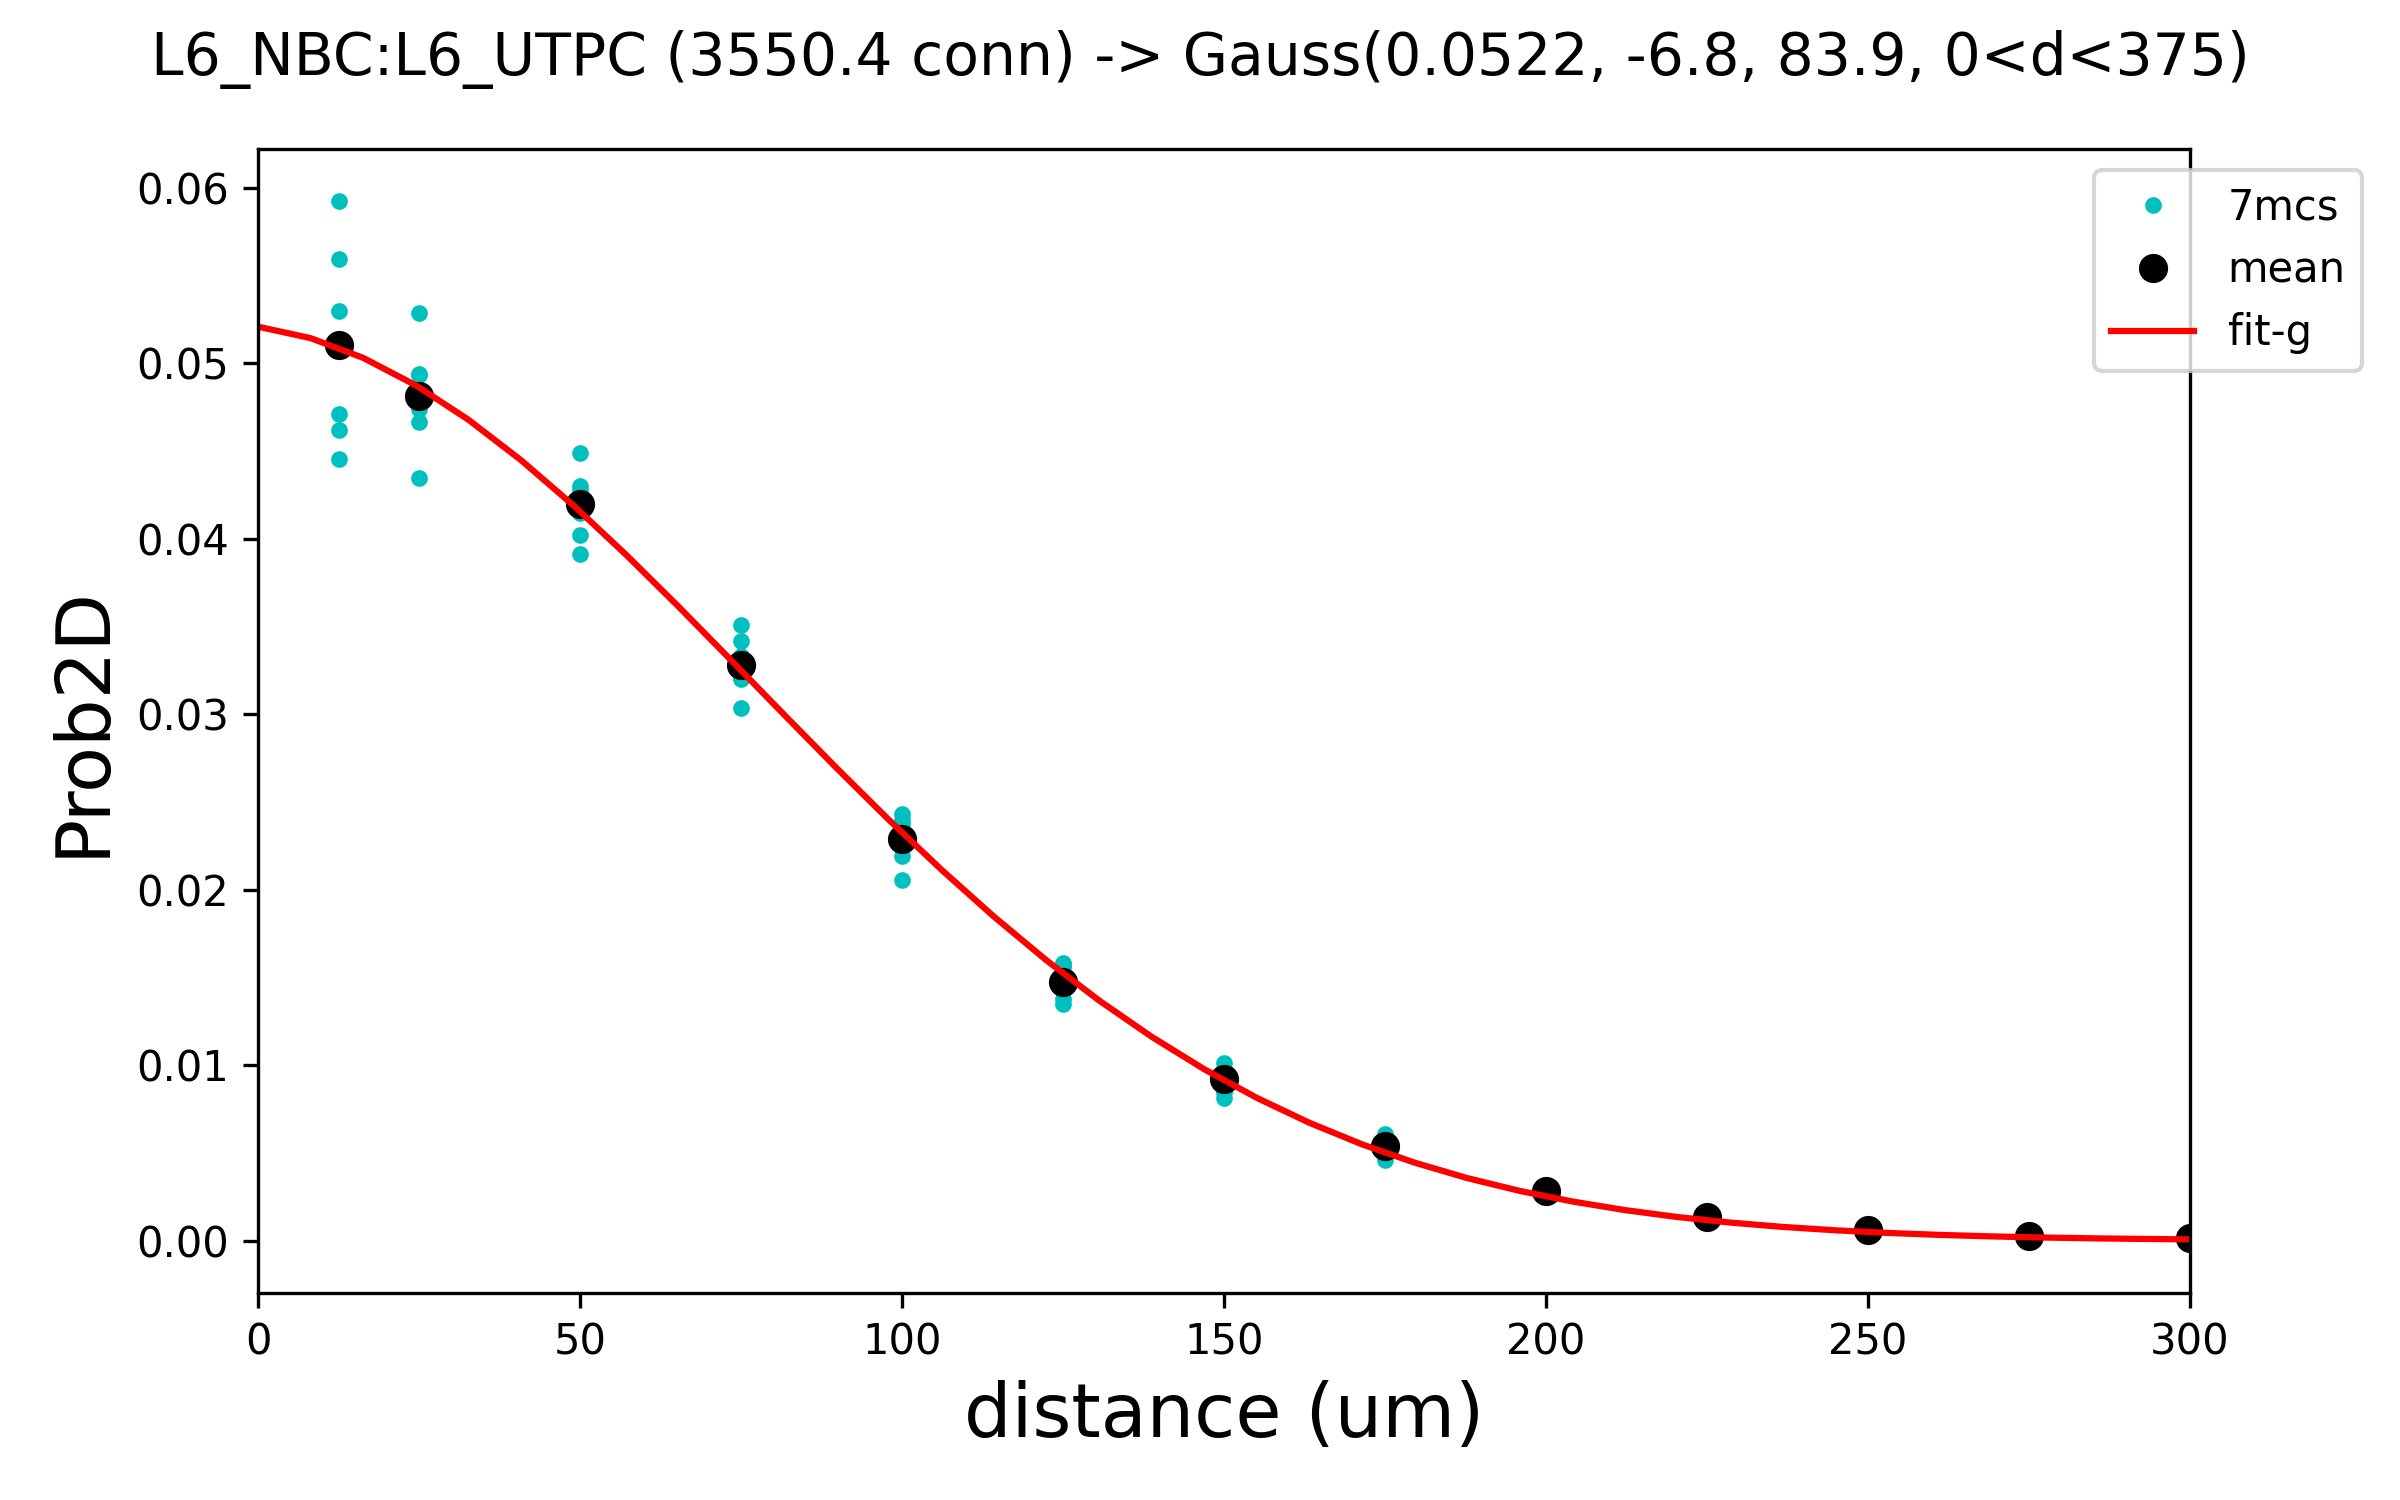 L6_NBC:L6_UTPC (3550.4 conn) -> Gauss(0.0522, -6.8, 83.9, 0<d<375)
7mcs
mean
fit-g
Prob2D
0.06
0.05
0.04
0.03
0.02
0.01
0.00
0 50 100 150 200 250 300
distance (um)